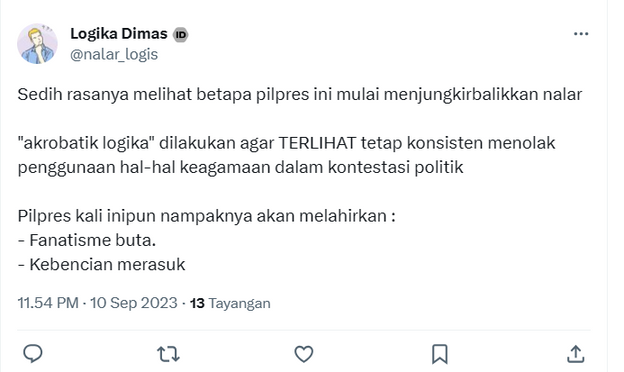 Logika Dimas ID
@nalar_logis
Sedih rasanya melihat betapa pilpres ini mulai menjungkirbalikkan nalar
"akrobatik logika" dilakukan agar TERLIHAT tetap konsisten menolak
penggunaan hal-hal keagamaan dalam kontestasi politik
Pilpres kali inipun nampaknya akan melahirkan :
- Fanatisme buta.
- Kebencian merasuk
11.54 PM · 10 Sep 2023 · 13 Tayangan